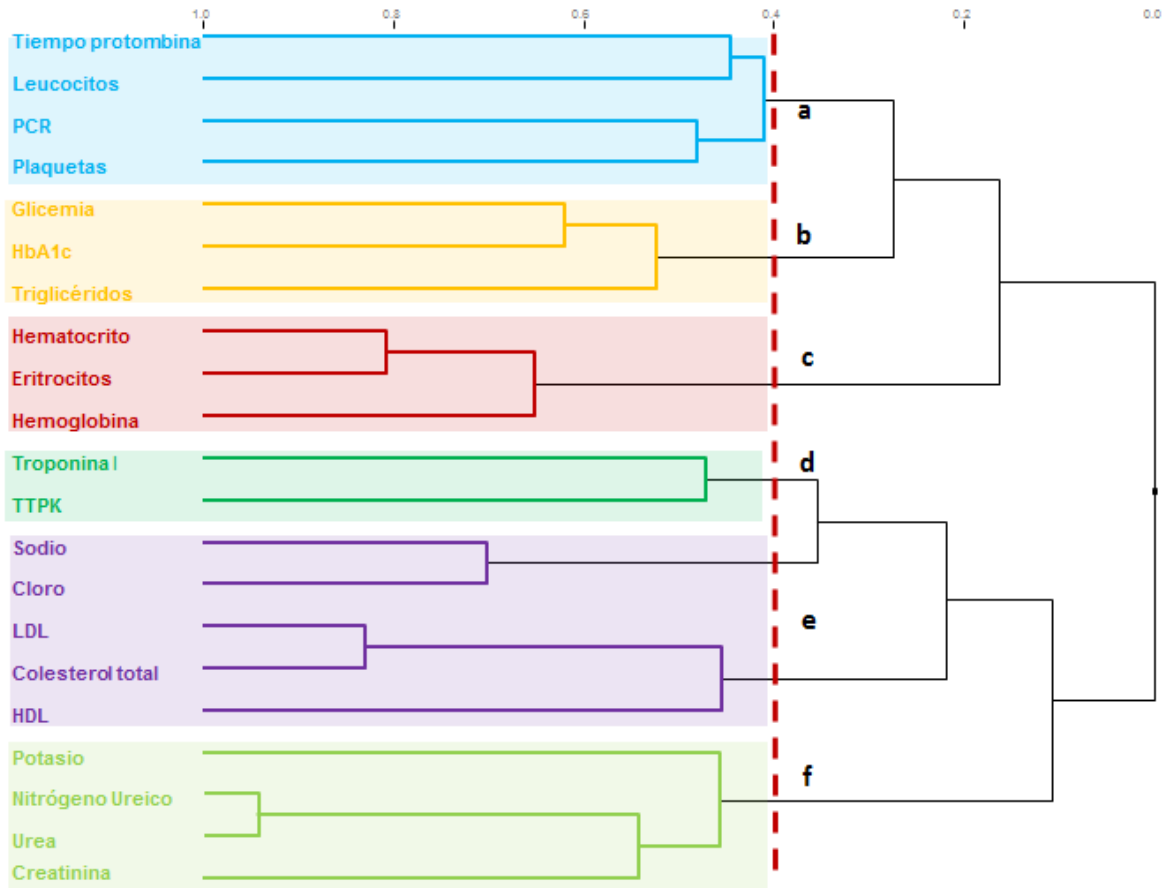 1.0 0.8 0.6 0.4 0.2 0.0
Tiempo protombina
Leucocitos
PCR
a
Plaquetas
Glicemia
b
HbA1c
Triglicéridos
Hematocrito
c
Eritrocitos
Hemoglobina
Troponina I
d
TTPK
Sodio
Cloro
LDL
e
Colesterol total
HDL
Potasio
f
Nitrógeno Ureico
Urea
Creatinina